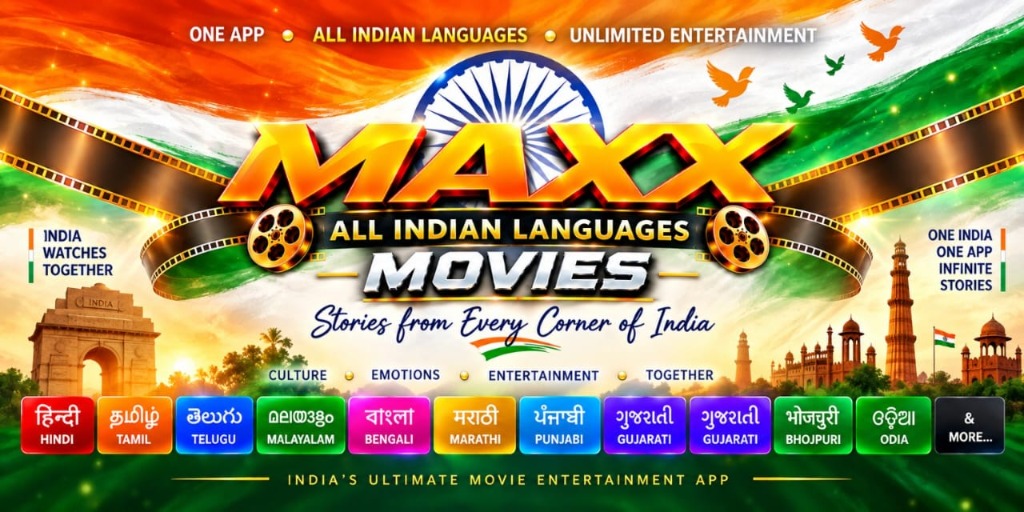 ONE APP • ALL INDIAN LANGUAGES • UNLIMITED ENTERTAINMENT
MAXX
ALL INDIAN LANGUAGES
MOVIES
Stories from Every Corner of India
INDIA
WATCHES
TOGETHER
ONE INDIA
ONE APP
INFINITE
STORIES
INDIA
CULTURE • EMOTIONS • ENTERTAINMENT • TOGETHER
हिन्दी தமிழ் తెలుగు മലയാളം বাংলা मराठी ਪੰਜਾਬੀ ગુજરાતી ગુજરાતી भोजपुरी ଓଡ଼ିଆ &
HINDI TAMIL TELUGU MALAYALAM BENGALI MARATHI PUNJABI GUJARATI GUJARATI BHOJPURI ODIA MORE...
INDIA'S ULTIMATE MOVIE ENTERTAINMENT APP